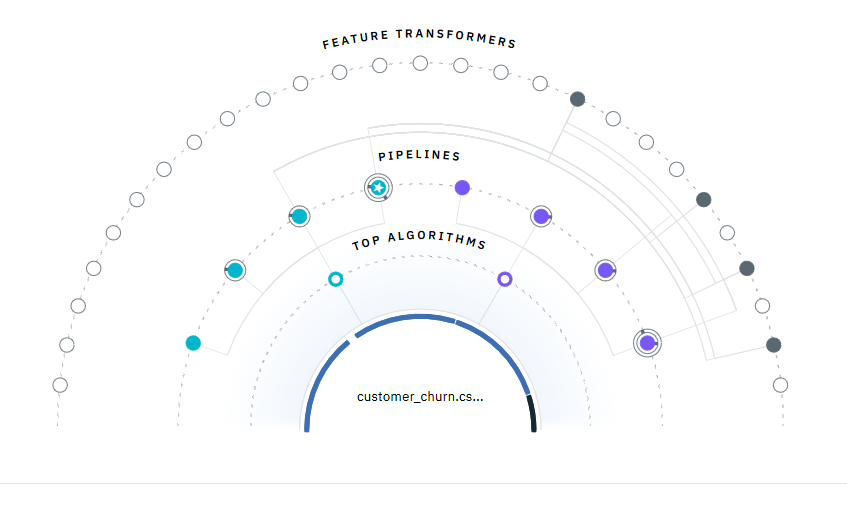 FEATURE TRANSFORMERS
PIPELINES
TOP ALGORITHMS
customer_churn.cs...